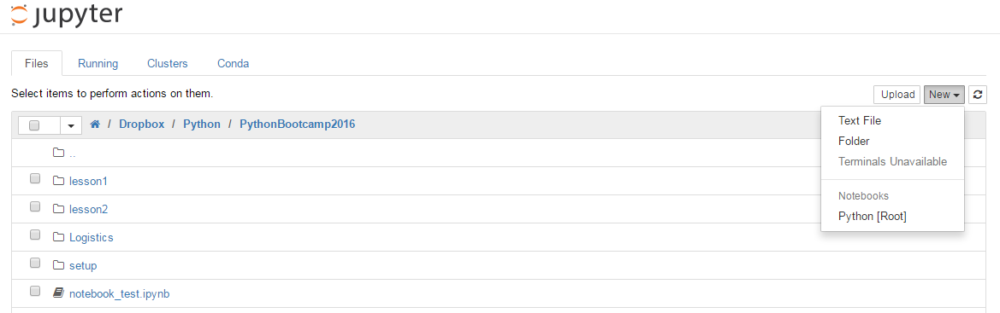 jupyter
Files Running Clusters Conda
Select items to perform actions on them.
Upload New
/ Dropbox / Python / PythonBootcamp2016
Text File
Folder
Terminals Unavailable
Notebooks
Python [Root]
..
lesson1
lesson2
Logistics
setup
notebook_test.ipynb